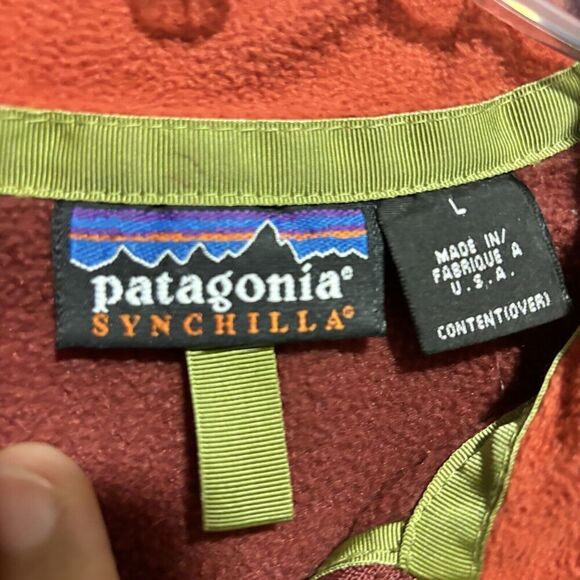 patagonia®
SYNCHILLA®
L
MADE IN/
FABRIQUE A
U.S.A.
CONTENT(OVER)